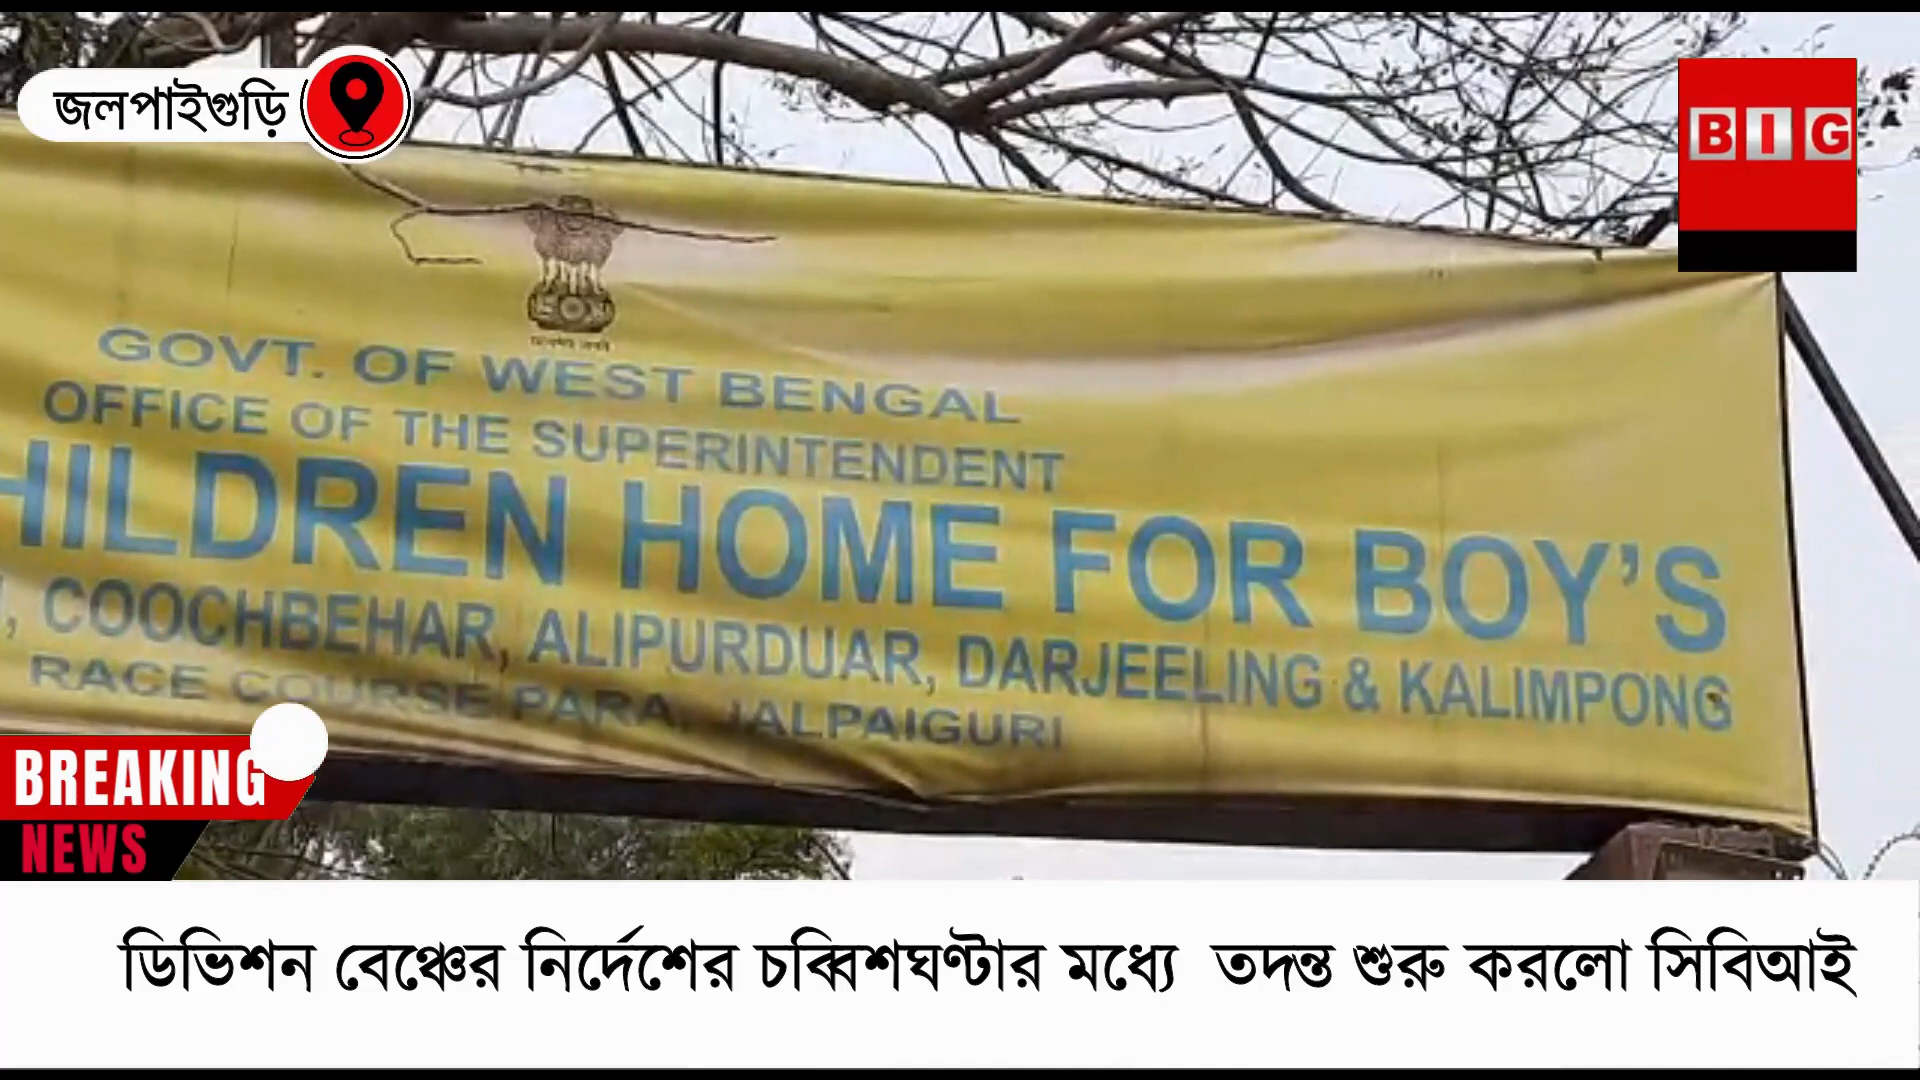 জলপাইগুড়ি
BIG
GOVT. OF WEST BENGAL
OFFICE OF THE SUPERINTENDENT
HILDREN HOME FOR BOY'S
, COOCHBEHAR, ALIPURDUAR, DARJEELING & KALIMPONG
RACE COURSE PARA, JALPAIGURI
BREAKING
NEWS
ডিভিশন বেঞ্চের নির্দেশের চব্বিশঘণ্টার মধ্যে তদন্ত শুরু করলো সিবিআই